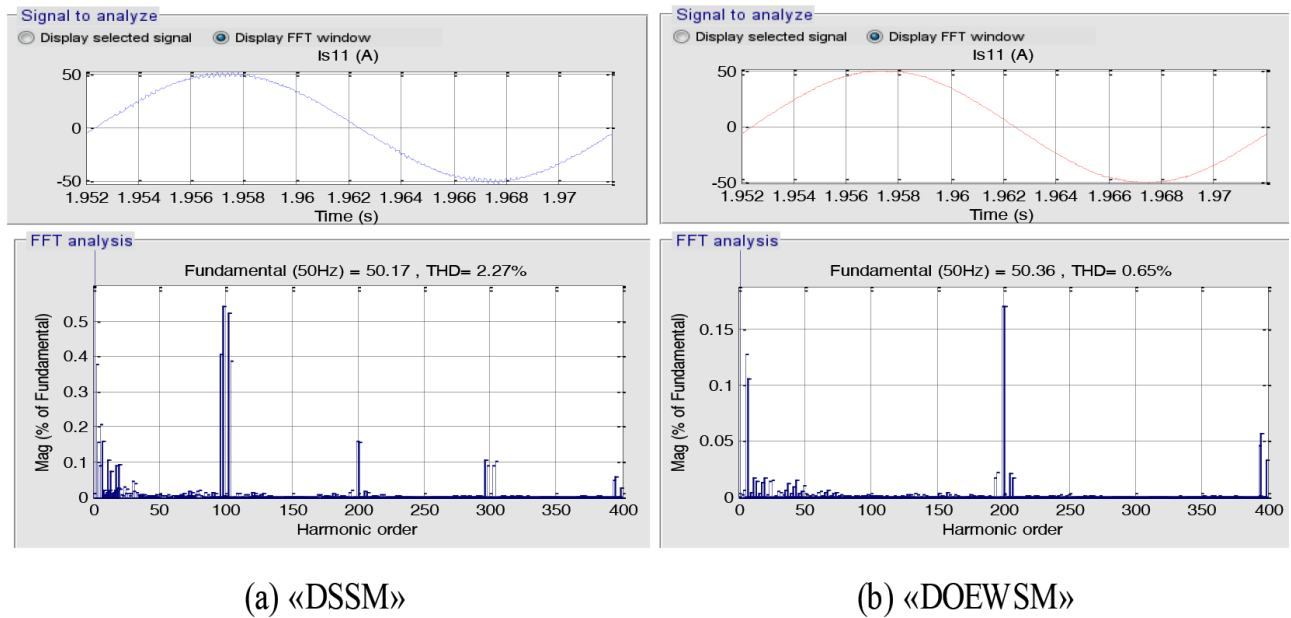 Signal to analyze
Display selected signal Display FFT window
Is11 (A)
50
0
-50
1.952 1.954 1.956 1.958 1.96 1.962 1.964 1.966 1.968 1.97
Time (s)
FFT analysis
Fundamental (50Hz) = 50.17 , THD= 2.27%
Mag (% of Fundamental)
0.5
0.4
0.3
0.2
0.1
0
0 50 100 150 200 250 300 350 400
Harmonic order
(a) «DSSM»
Signal to analyze
Display selected signal Display FFT window
Is11 (A)
50
0
-50
1.952 1.954 1.956 1.958 1.96 1.962 1.964 1.966 1.968 1.97
Time (s)
FFT analysis
Fundamental (50Hz) = 50.36 , THD= 0.65%
Mag (% of Fundamental)
0.15
0.1
0.05
0
0 50 100 150 200 250 300 350 400
Harmonic order
(b) «DOEWSM»